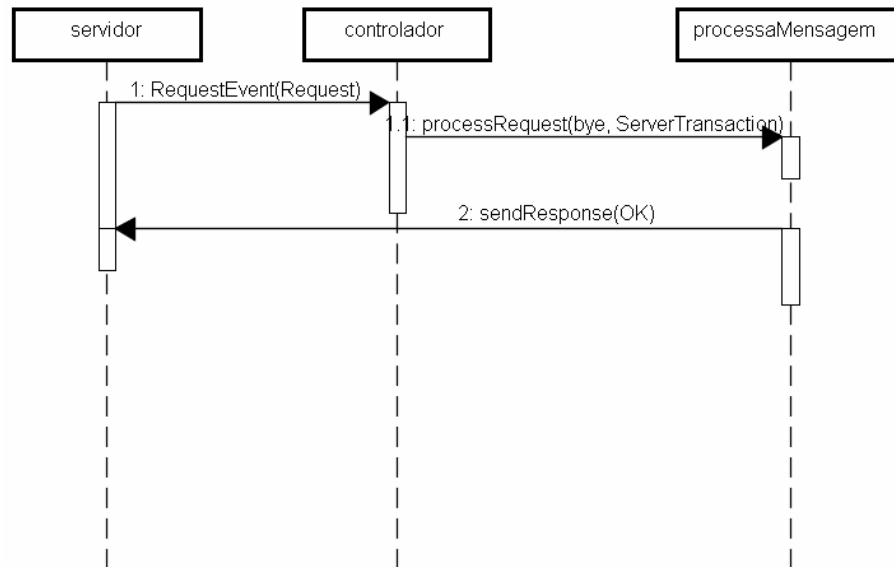 servidor
controlador
processaMensagem
1: RequestEvent(Request)
1.1: processRequest(bye, ServerTransaction)
2: sendResponse(OK)